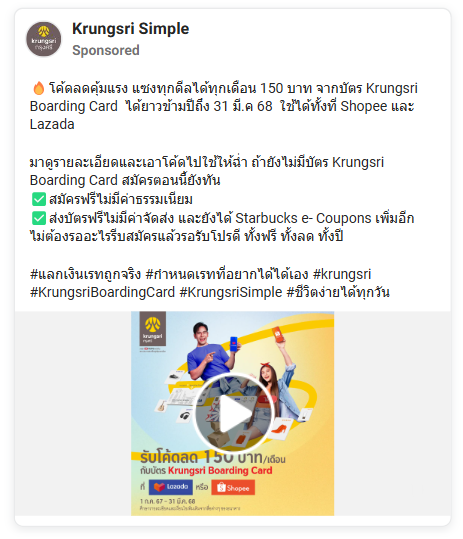 Krungsri Simple
Sponsored
🔥 โค้ดลดคุ้มแรง แซงทุกดีลได้ทุกเดือน 150 บาท จากบัตร Krungsri
Boarding Card ได้ยาวข้ามปีถึง 31 มี.ค 68 ใช้ได้ทั้งที่ Shopee และ
Lazada
มาดูรายละเอียดและเอาโค้ดไปใช้ให้ฉ่ำ ถ้ายังไม่มีบัตร Krungsri
Boarding Card สมัครตอนนี้ยังทัน
✅ สมัครฟรีไม่มีค่าธรรมเนียม
✅ ส่งบัตรฟรีไม่มีค่าจัดส่ง และยังได้ Starbucks e- Coupons เพิ่มอีก
ไม่ต้องรออะไรรีบสมัครแล้วรอรับโปรดี ทั้งฟรี ทั้งลด ทั้งปี
#แลกเงินเรทถูกจริง #กำหนดเรทที่อยากได้ได้เอง #krungsri
#KrungsriBoardingCard #KrungsriSimple #ชีวิตง่ายได้ทุกวัน
krungsri
กรุงศรี
รับโค้ดลด 150 บาท/เดือน
กับบัตร Krungsri Boarding Card
ที่ Lazada หรือ Shopee
1 ก.ค. 67 - 31 มี.ค. 68